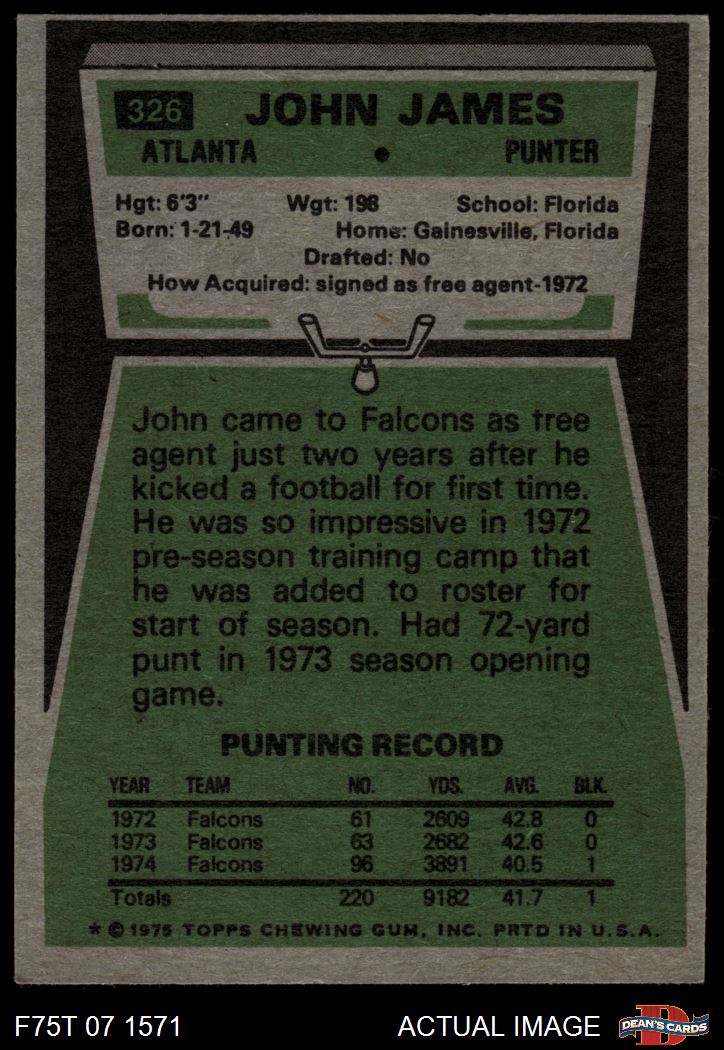 326 JOHN JAMES
ATLANTA • PUNTER
Hgt: 6'3" Wgt: 198 School: Florida
Born: 1-21-49 Home: Gainesville, Florida
Drafted: No
How Acquired: signed as free agent-1972
John came to Falcons as free
agent just two years after he
kicked a football for first time.
He was so impressive in 1972
pre-season training camp that
he was added to roster for
start of season. Had 72-yard
punt in 1973 season opening
game.
PUNTING RECORD
YEAR TEAM NO. YDS. AVG. BLK.
1972 Falcons 61 2609 42.8 0
1973 Falcons 63 2682 42.6 0
1974 Falcons 96 3891 40.5 1
Totals 220 9182 41.7 1
* © 1975 TOPPS CHEWING GUM, INC. PRTD IN U.S.A.
F75T 07 1571 ACTUAL IMAGE D DEAN'S CARDS